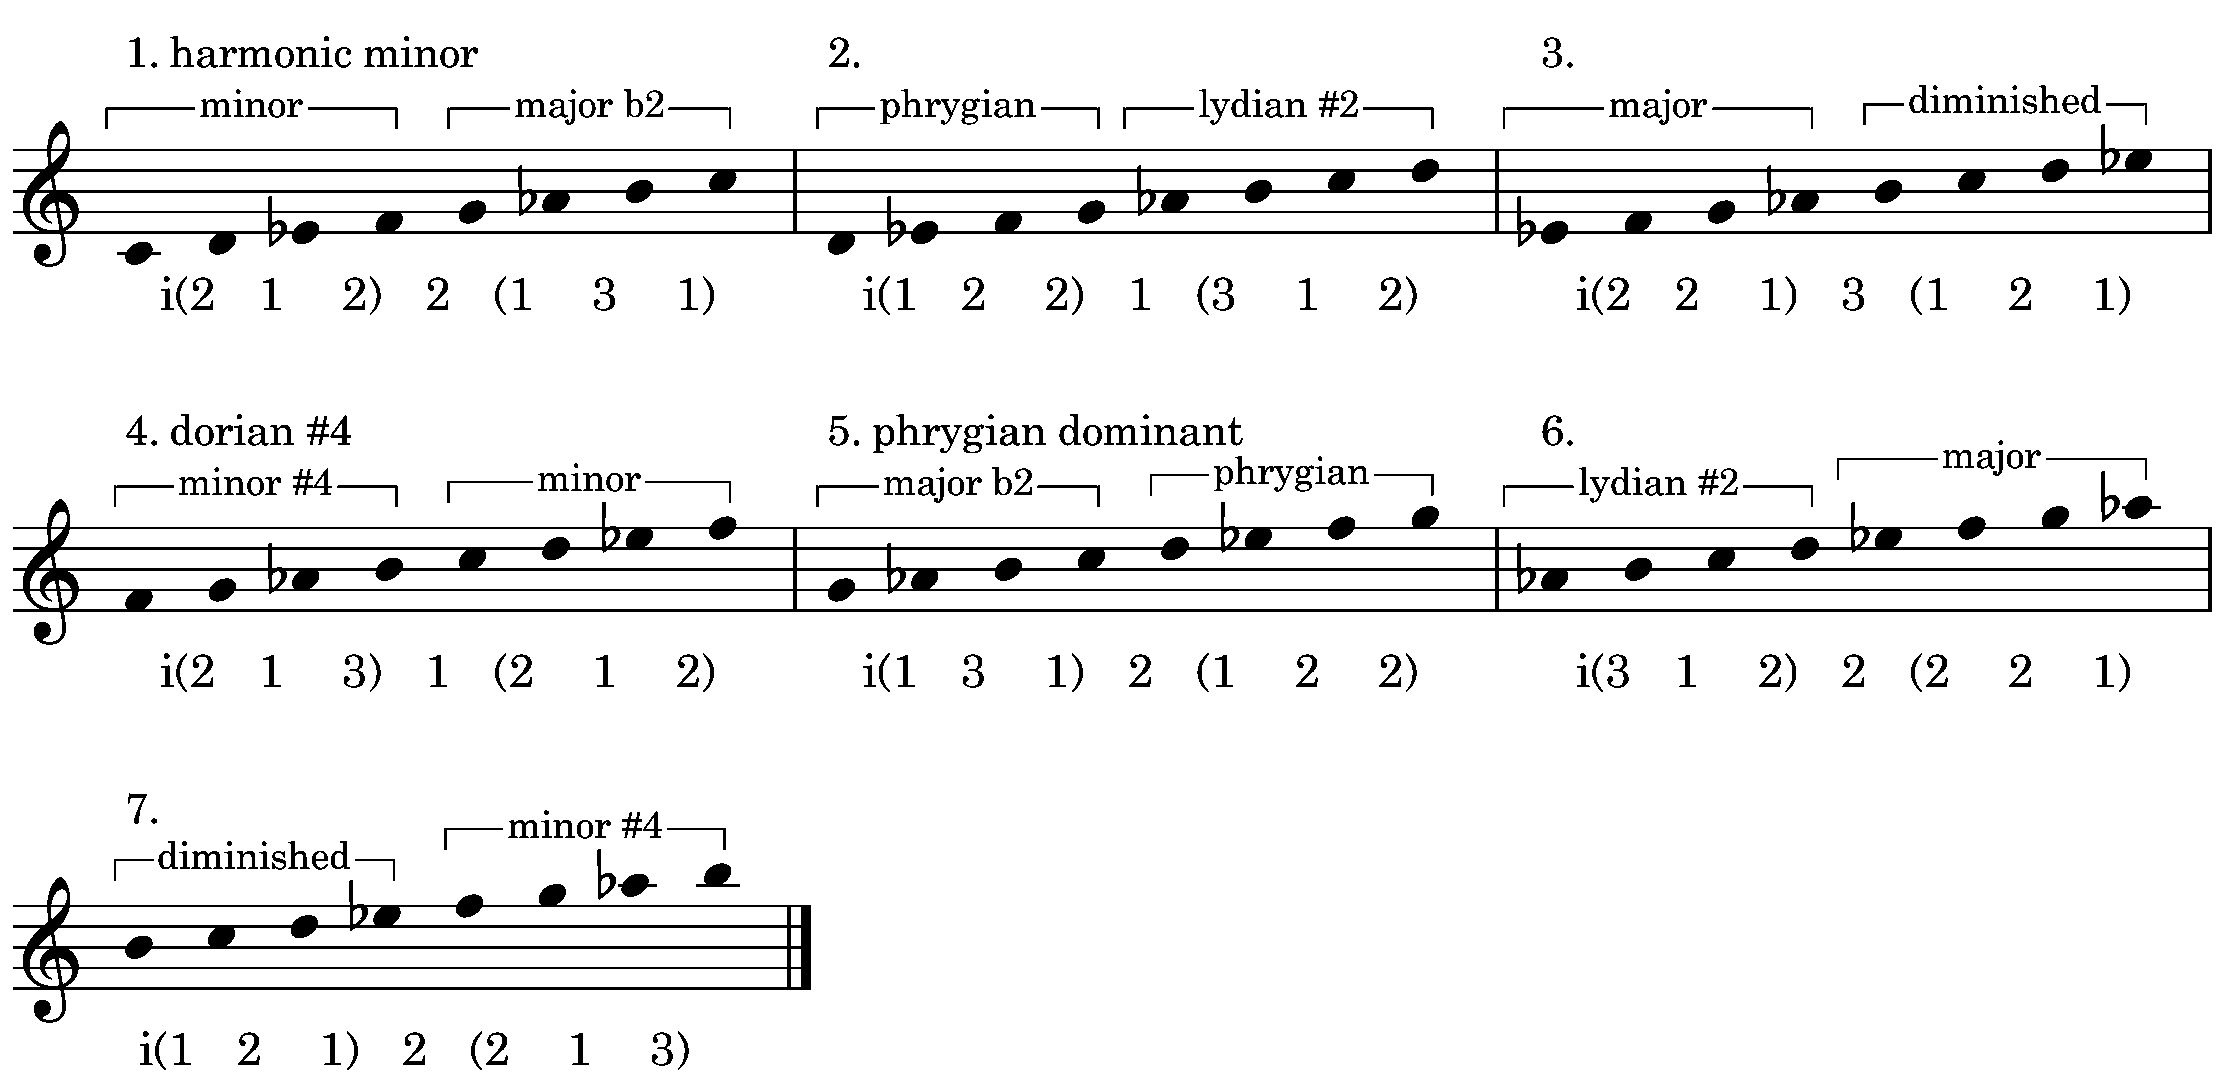 1. harmonic minor 2. 3.
minor major b2 phrygian lydian #2 major diminished
i(2 1 2) 2 (1 3 1) i(1 2 2) 1 (3 1 2) i(2 2 1) 3 (1 2 1)
4. dorian #4 5. phrygian dominant 6.
minor #4 minor major b2 phrygian lydian #2 major
i(2 1 3) 1 (2 1 2) i(1 3 1) 2 (1 2 2) i(3 1 2) 2 (2 2 1)
7.
diminished minor #4
i(1 2 1) 2 (2 1 3)